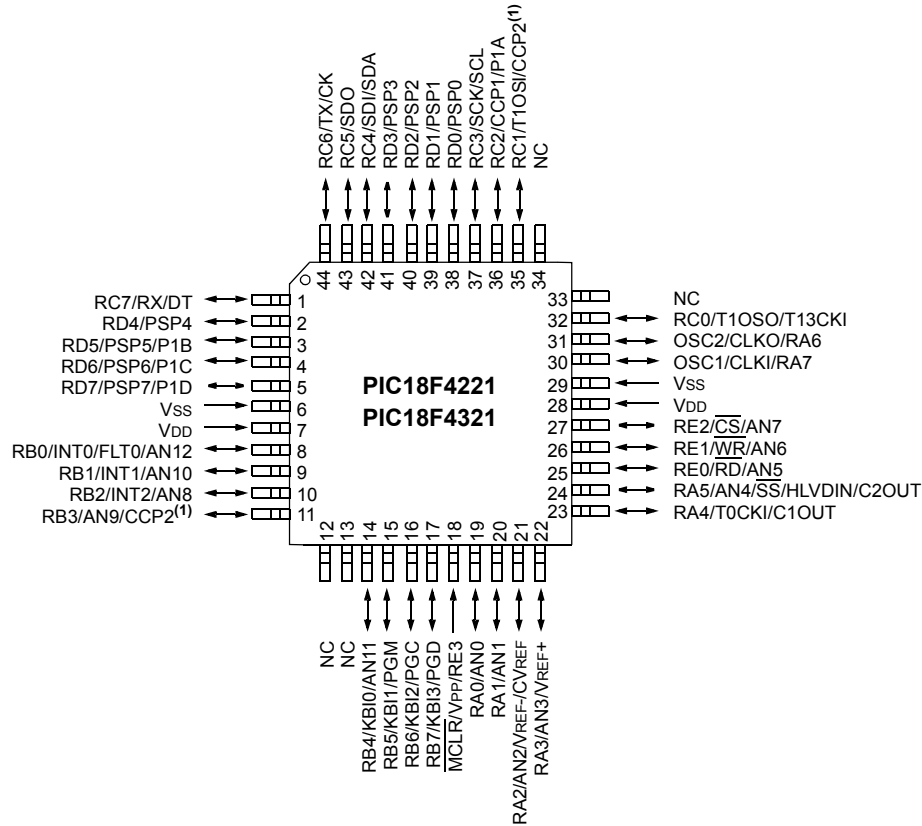 RC6/TX/CK
RC5/SDO
RC4/SDI/SDA
RD3/PSP3
RD2/PSP2
RD1/PSP1
RD0/PSP0
RC3/SCK/SCL
RC2/CCP1/P1A
RC1/T1OSI/CCP2(1)
NC
44
43
42
41
40
39
38
37
36
35
34
RC7/RX/DT
RD4/PSP4
RD5/PSP5/P1B
RD6/PSP6/P1C
RD7/PSP7/P1D
VSS
VDD
RB0/INT0/FLT0/AN12
RB1/INT1/AN10
RB2/INT2/AN8
RB3/AN9/CCP2(1)
1
2
3
4
5
6
7
8
9
10
11
PIC18F4221
PIC18F4321
33
32
31
30
29
28
27
26
25
24
23
NC
RC0/T1OSO/T13CKI
OSC2/CLKO/RA6
OSC1/CLKI/RA7
VSS
VDD
RE2/CS/AN7
RE1/WR/AN6
RE0/RD/AN5
RA5/AN4/SS/HLVDIN/C2OUT
RA4/T0CKI/C1OUT
12
13
14
15
16
17
18
19
20
21
22
NC
NC
RB4/KBI0/AN11
RB5/KBI1/PGM
RB6/KBI2/PGC
RB7/KBI3/PGD
MCLR/VPP/RE3
RA0/AN0
RA1/AN1
RA2/AN2/VREF-/CVREF
RA3/AN3/VREF+